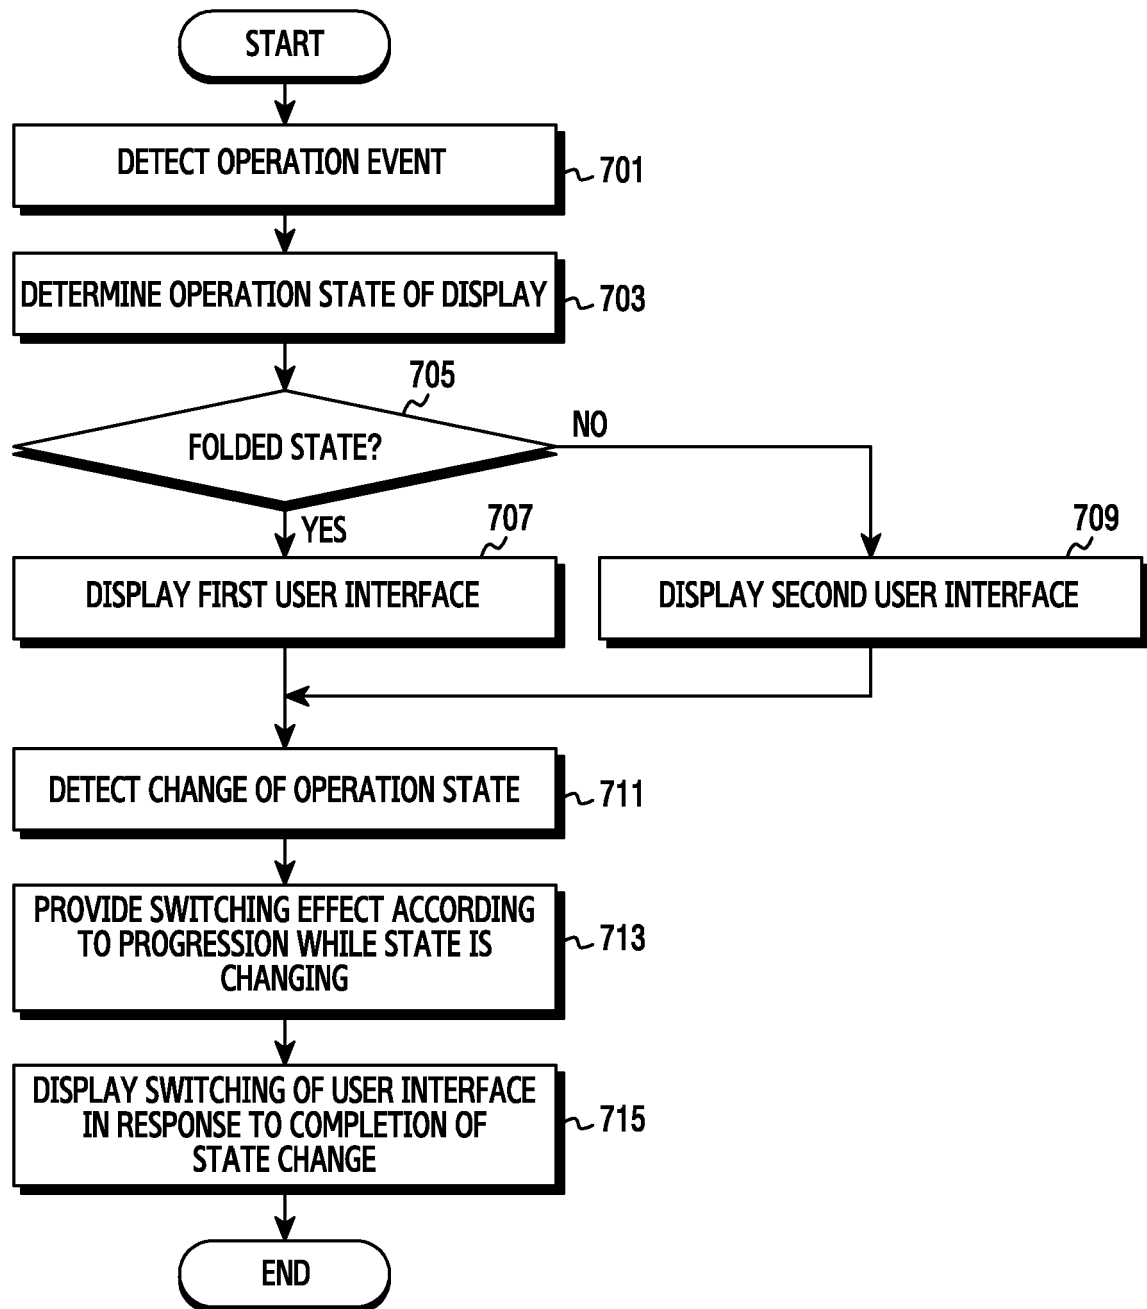 START
DETECT OPERATION EVENT
701
DETERMINE OPERATION STATE OF DISPLAY
703
705
FOLDED STATE?
NO
YES
707
709
DISPLAY FIRST USER INTERFACE
DISPLAY SECOND USER INTERFACE
DETECT CHANGE OF OPERATION STATE
711
PROVIDE SWITCHING EFFECT ACCORDING
TO PROGRESSION WHILE STATE IS
CHANGING
713
DISPLAY SWITCHING OF USER INTERFACE
IN RESPONSE TO COMPLETION OF
STATE CHANGE
715
END